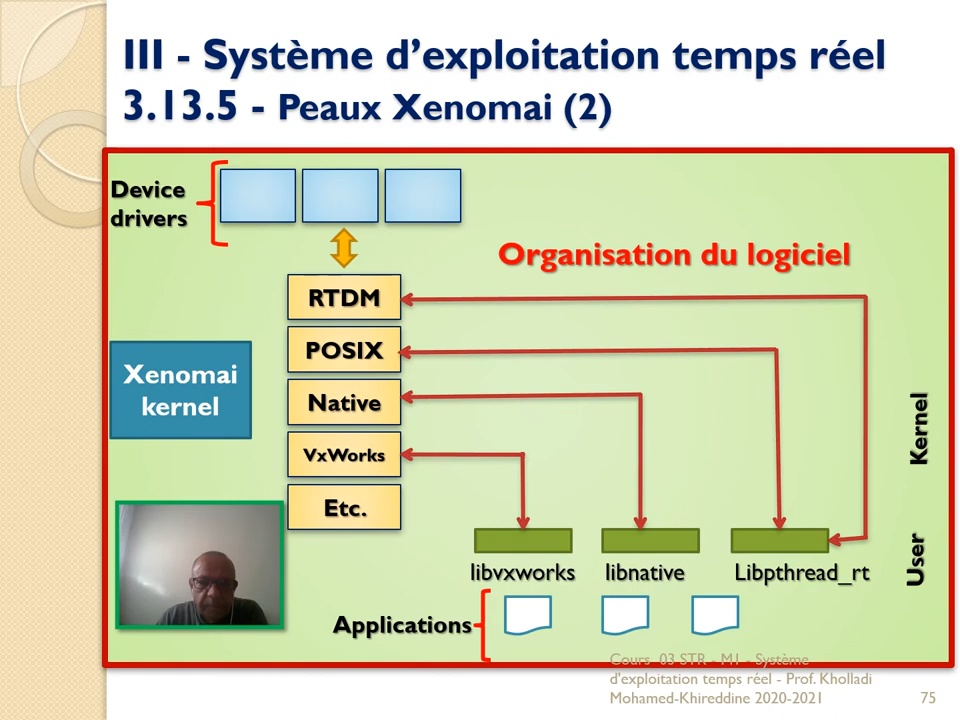 III - Système d’exploitation temps réel
3.13.5 - Peaux Xenomai (2)
Device
drivers
Organisation du logiciel
RTDM
POSIX
Xenomai
kernel
Native
VxWorks
Etc.
Kernel
User
libvxworks
libnative
Libpthread_rt
Applications
Cours 03 STR - M1 - Système
d'exploitation temps réel - Prof. Kholladi
Mohamed-Khireddine 2020-2021
75